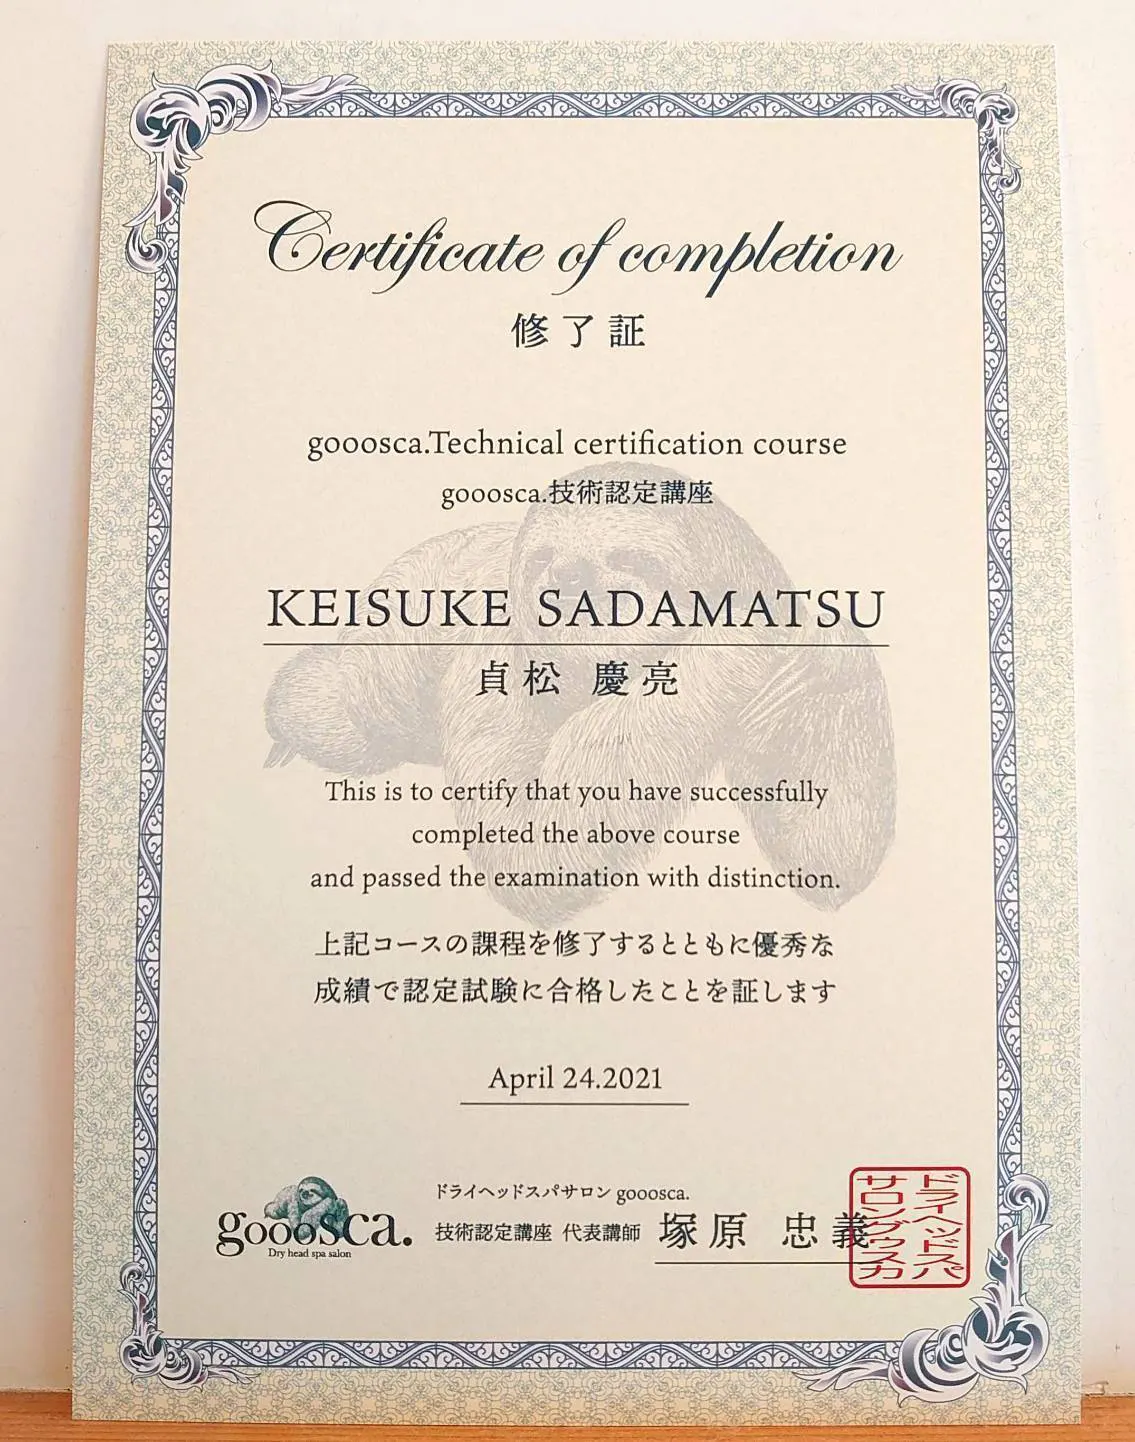 Certificate of completion
修了証
gooosca.Technical certification course
gooosca.技術認定講座
KEISUKE SADAMATSU
貞松 慶亮
This is to certify that you have successfully
completed the above course
and passed the examination with distinction.
上記コースの課程を修了するとともに優秀な
成績で認定試験に合格したことを証します
April 24.2021
gooosca.
Dry head spa salon
ドライヘッドスパサロン gooosca.
技術認定講座 代表講師 塚原 忠義
ドライヘッドスパ
サロングゥスカ